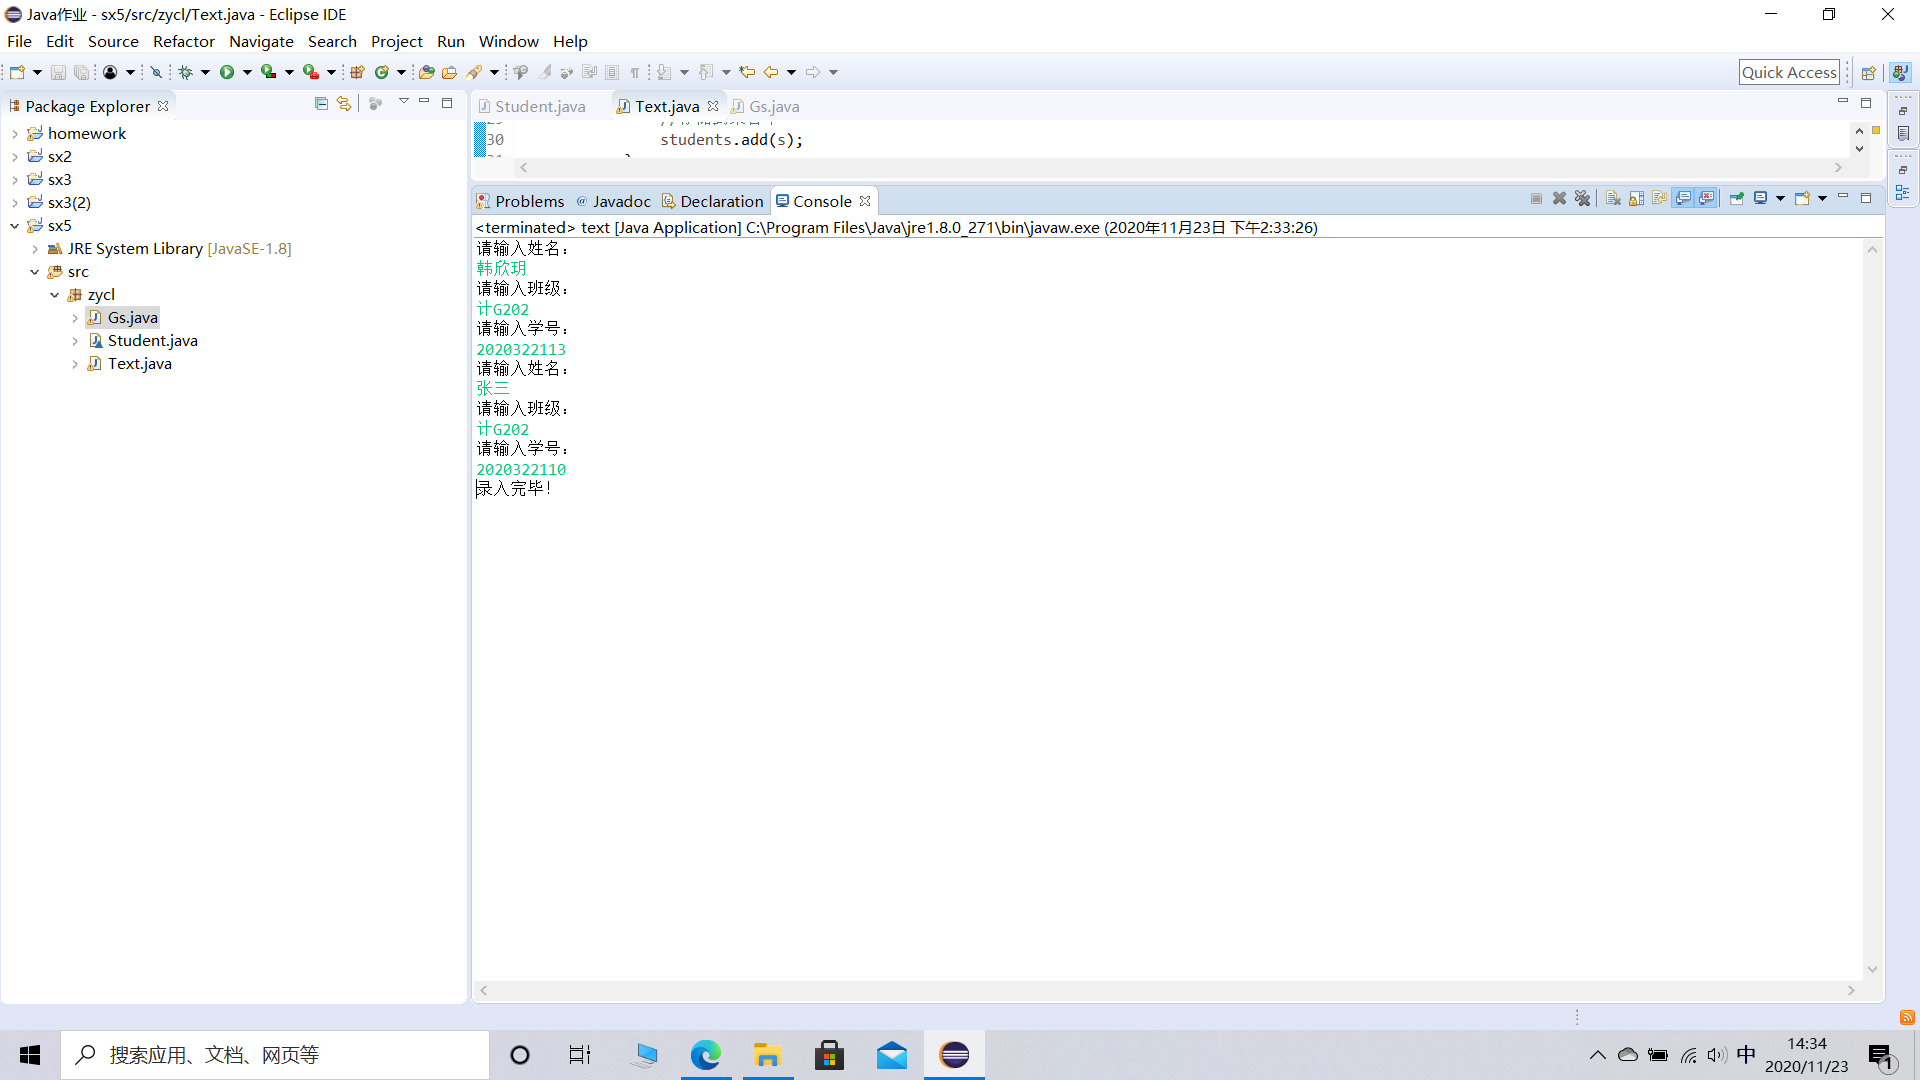 Java作业 - sx5/src/zycl/Text.java - Eclipse IDE
File Edit Source Refactor Navigate Search Project Run Window Help
Quick Access
Package Explorer
homework
sx2
sx3
sx3(2)
sx5
JRE System Library [JavaSE-1.8]
src
zycl
Gs.java
Student.java
Text.java
Student.java Text.java Gs.java
30 students.add(s);
Problems @ Javadoc Declaration Console
<terminated> text [Java Application] C:\Program Files\Java\jre1.8.0_271\bin\javaw.exe (2020年11月23日 下午2:33:26)
请输入姓名：
韩欣玥
请输入班级：
计G202
请输入学号：
2020322113
请输入姓名：
张三
请输入班级：
计G202
请输入学号：
2020322110
录入完毕！
搜索应用、文档、网页等
中
14:34
2020/11/23
1